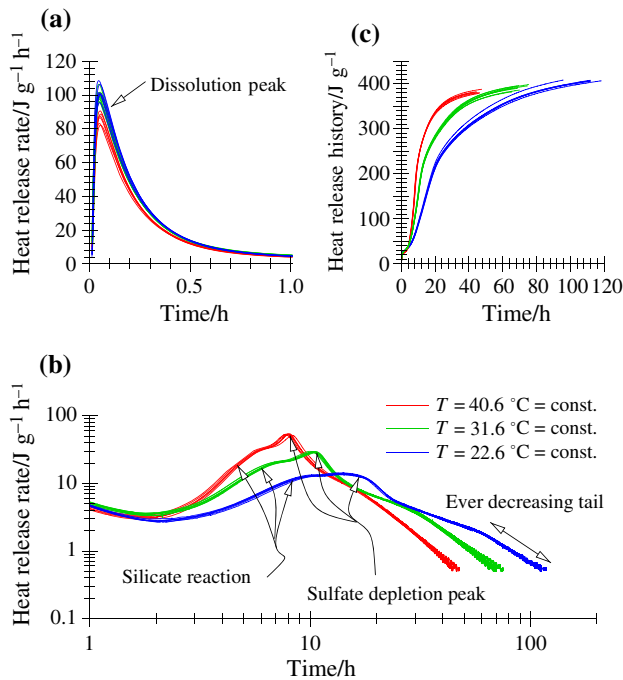 (a)
Heat release rate/J g⁻¹ h⁻¹
120
100
80
60
40
20
0
Dissolution peak
0
0.5
1.0
Time/h
(c)
Heat release history/J g⁻¹
400
300
200
100
0
0
20
40
60
80
100
120
Time/h
(b)
Heat release rate/J g⁻¹ h⁻¹
100
10
1
0.1
T = 40.6 °C = const.
T = 31.6 °C = const.
T = 22.6 °C = const.
Ever decreasing tail
Silicate reaction
Sulfate depletion peak
1
10
100
Time/h